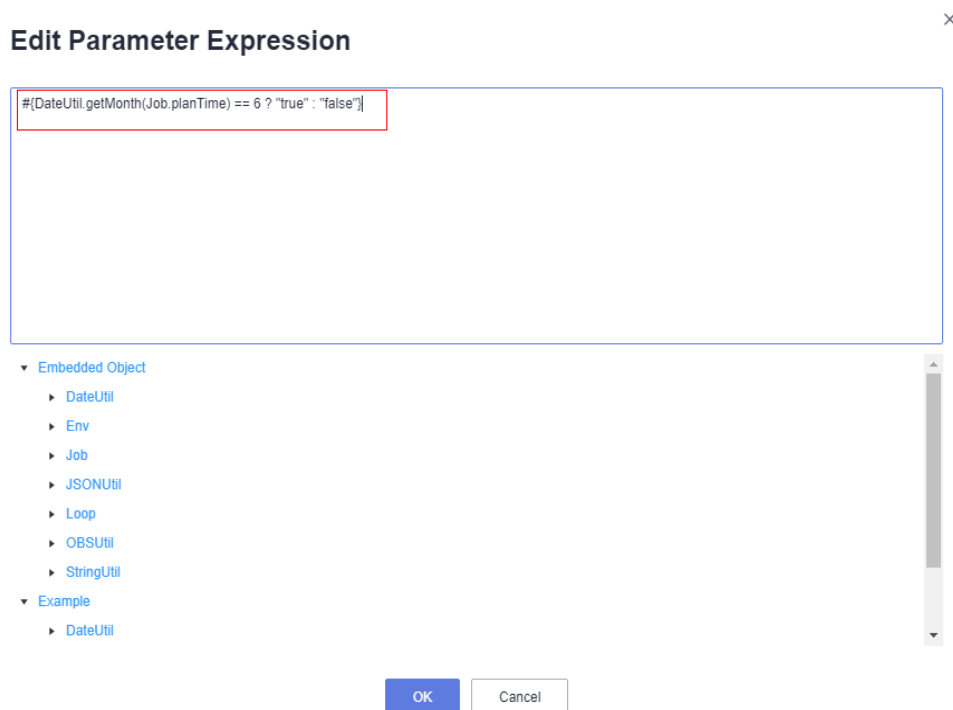 Edit Parameter Expression
#{DateUtil.getMonth(Job.planTime) == 6 ? "true" : "false"}
Embedded Object
DateUtil
Env
Job
JSONUtil
Loop
OBSUtil
StringUtil
Example
DateUtil
OK
Cancel